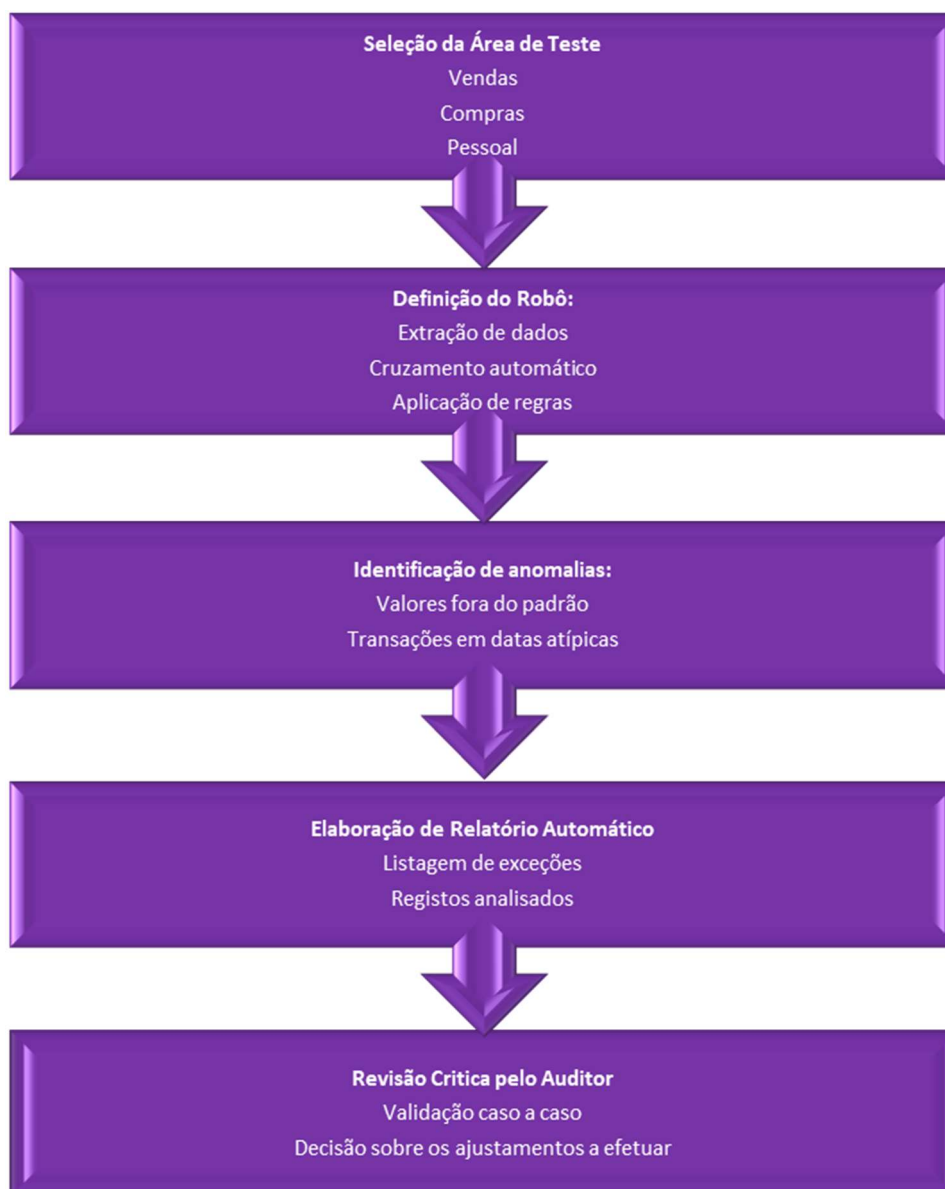 Seleção da Área de Teste
Vendas
Compras
Pessoal
Definição do Robô:
Extração de dados
Cruzamento automático
Aplicação de regras
Identificação de anomalias:
Valores fora do padrão
Transações em datas atípicas
Elaboração de Relatório Automático
Listagem de exceções
Registos analisados
Revisão Critica pelo Auditor
Validação caso a caso
Decisão sobre os ajustamentos a efetuar